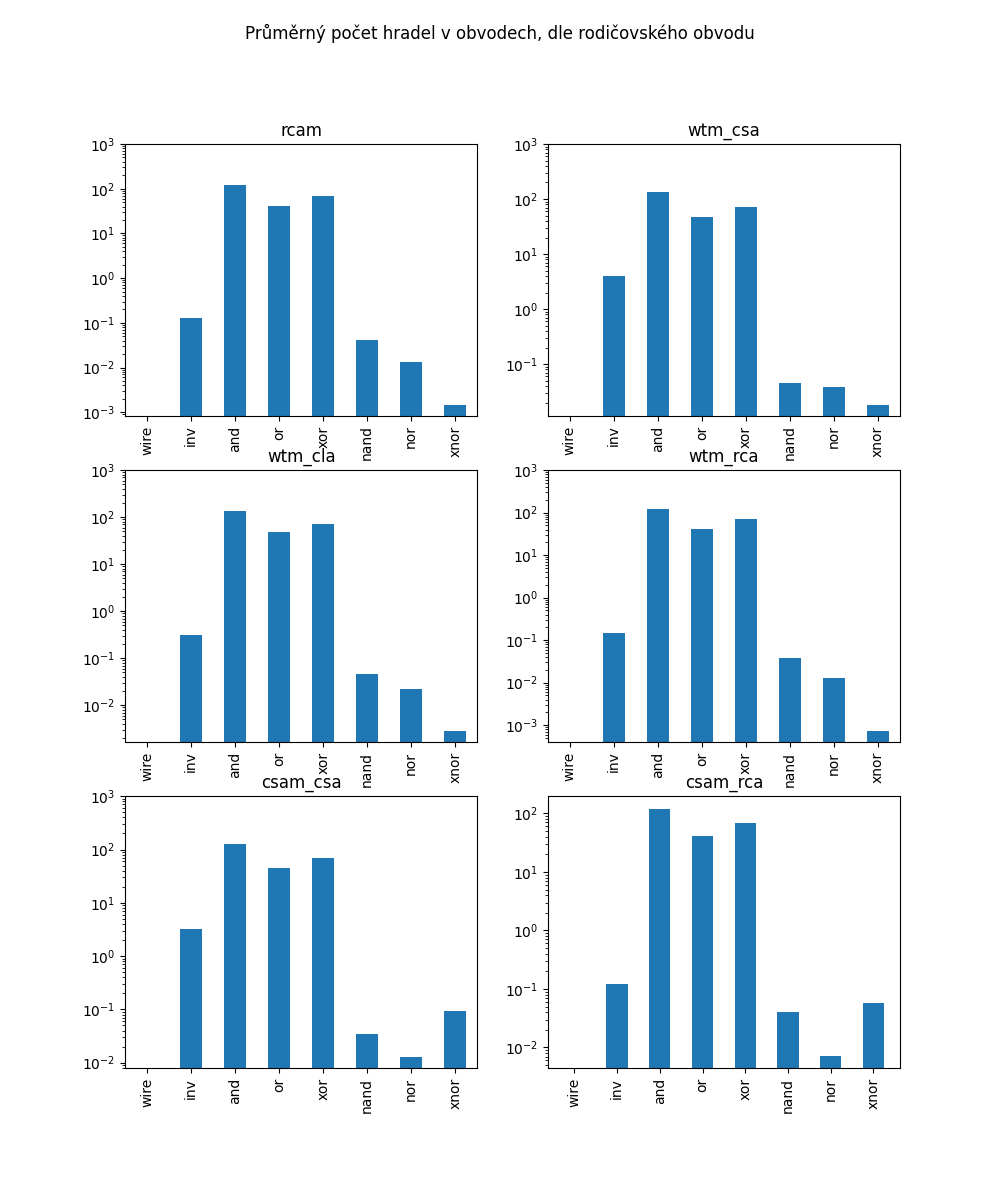 Průměrný počet hradel v obvodech, dle rodičovského obvodu
rcam
10³
10²
10¹
10⁰
10⁻¹
10⁻²
10⁻³
wire inv and or xor nand nor xnor
wtm_csa
10³
10²
10¹
10⁰
10⁻¹
wire inv and or xor nand nor xnor
wtm_cla
10³
10²
10¹
10⁰
10⁻¹
10⁻²
wire inv and or xor nand nor xnor
wtm_rca
10³
10²
10¹
10⁰
10⁻¹
10⁻²
10⁻³
wire inv and or xor nand nor xnor
csam_csa
10³
10²
10¹
10⁰
10⁻¹
10⁻²
wire inv and or xor nand nor xnor
csam_rca
10²
10¹
10⁰
10⁻¹
10⁻²
wire inv and or xor nand nor xnor